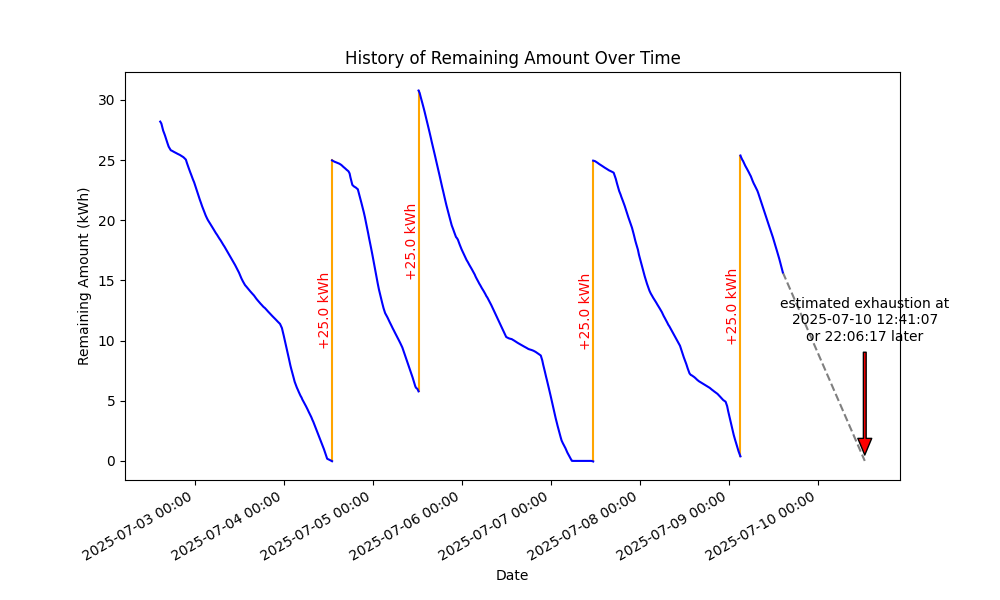 History of Remaining Amount Over Time
Remaining Amount (kWh)
30
25
20
15
10
5
0
+25.0 kWh
+25.0 kWh
+25.0 kWh
+25.0 kWh
estimated exhaustion at
2025-07-10 12:41:07
or 22:06:17 later
2025-07-03 00:00
2025-07-04 00:00
2025-07-05 00:00
2025-07-06 00:00
2025-07-07 00:00
2025-07-08 00:00
2025-07-09 00:00
2025-07-10 00:00
Date